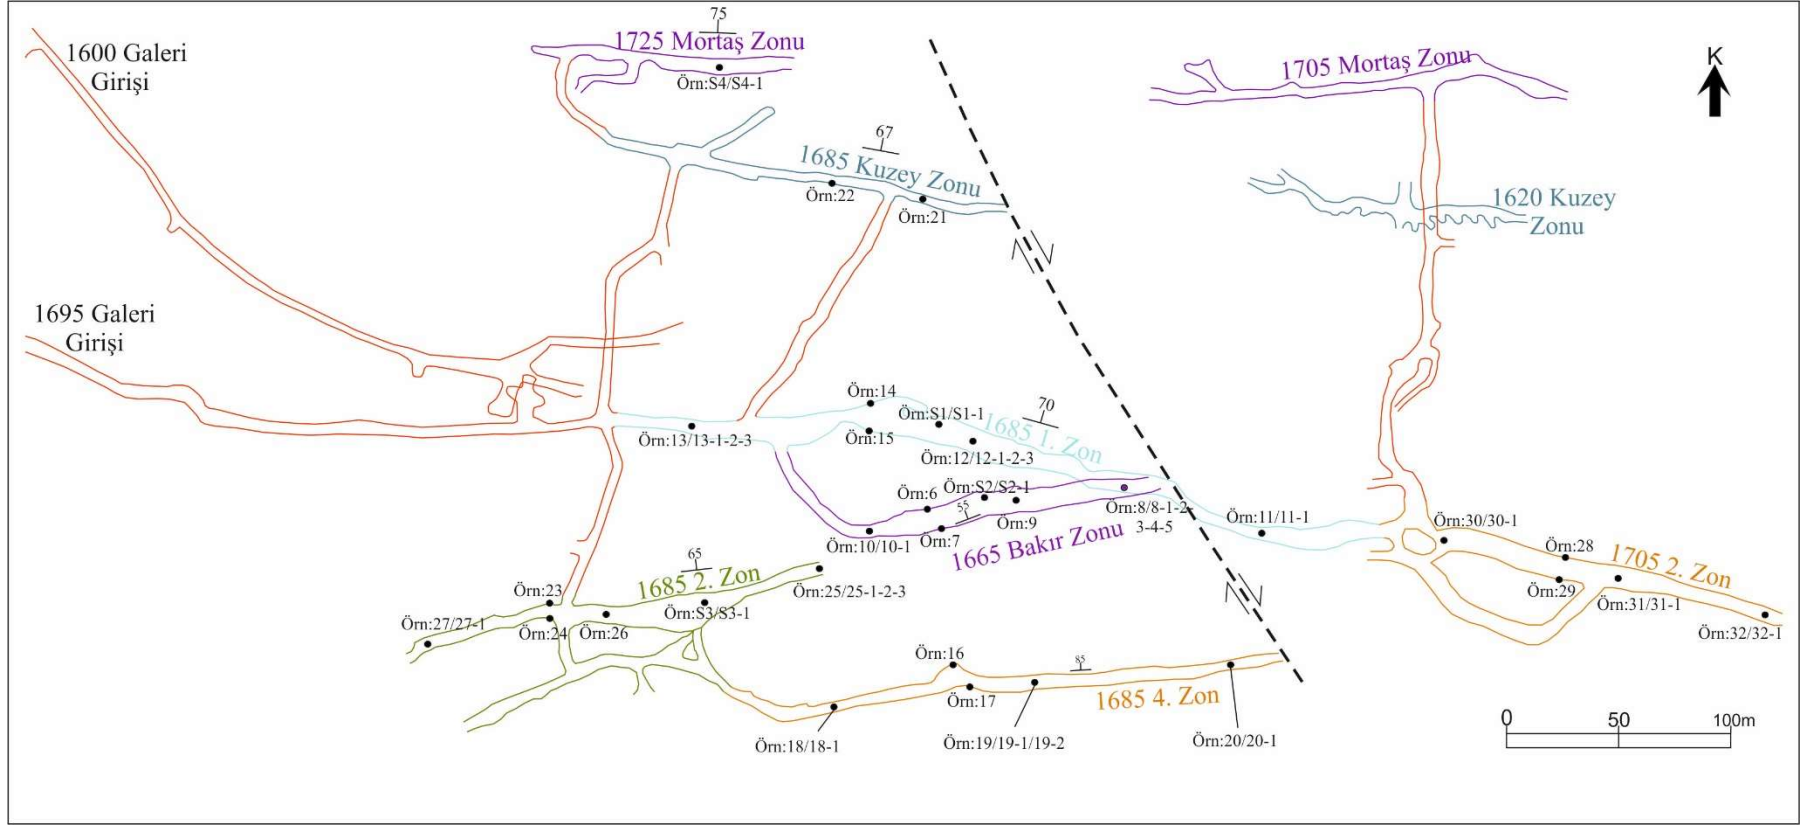 75
1600 Galeri
Girişi
1725 Mortaş Zonu
Örn:S4/S4-1
1705 Mortaş Zonu
K
67
1685 Kuzey Zonu
Örn:22
Örn:21
1620 Kuzey
Zonu
1695 Galeri
Girişi
Örn:14
Örn:S1/S1-1
70
1685 1. Zon
Örn:13/13-1-2-3
Örn:15
Örn:12/12-1-2-3
Örn:6
Örn:S2/S2-1
55
Örn:9
Örn:8/8-1-2-
3-4-5
Örn:10/10-1
Örn:7
1665 Bakır Zonu
Örn:11/11-1
Örn:30/30-1
Örn:28
1705 2. Zon
Örn:29
Örn:31/31-1
Örn:32/32-1
65
1685 2. Zon
Örn:23
Örn:25/25-1-2-3
Örn:27/27-1
Örn:24
Örn:26
Örn:S3/S3-1
Örn:16
85
Örn:17
1685 4. Zon
Örn:18/18-1
Örn:19/19-1/19-2
Örn:20/20-1
0 50 100m